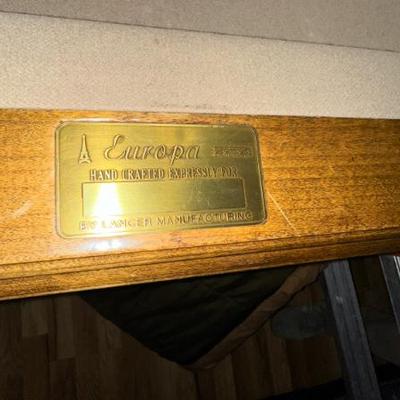 Europa
HAND CRAFTED EXPRESSLY FOR
BY LANCER MANUFACTURING